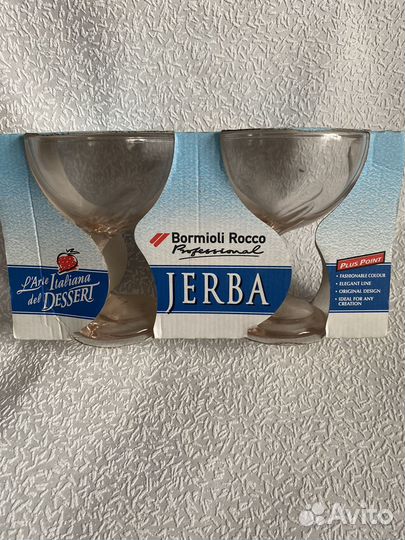 L'Arte Italiana
del DESSERT
Bormioli Rocco
Professional
JERBA
PLUS POINT
• FASHIONABLE COLOUR
• ELEGANT LINE
• ORIGINAL DESIGN
• IDEAL FOR ANY
CREATION
Avito